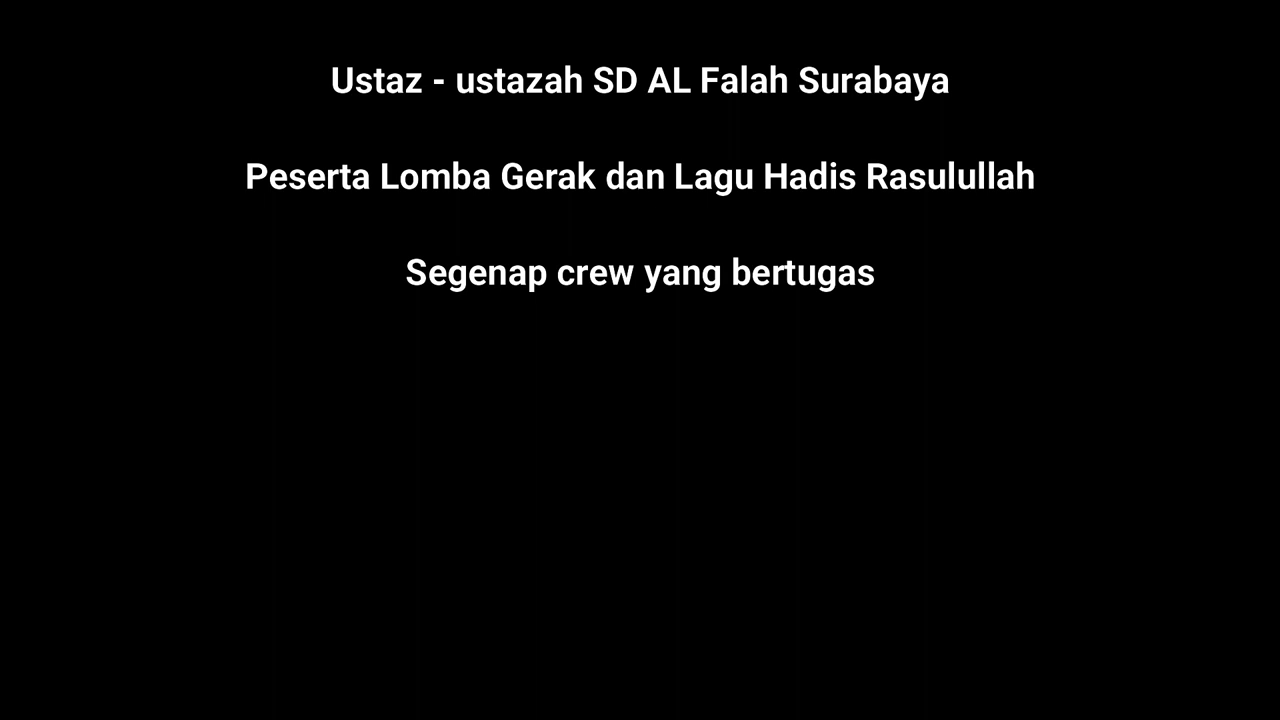 Ustaz - ustazah SD AL Falah Surabaya
Peserta Lomba Gerak dan Lagu Hadis Rasulullah
Segenap crew yang bertugas